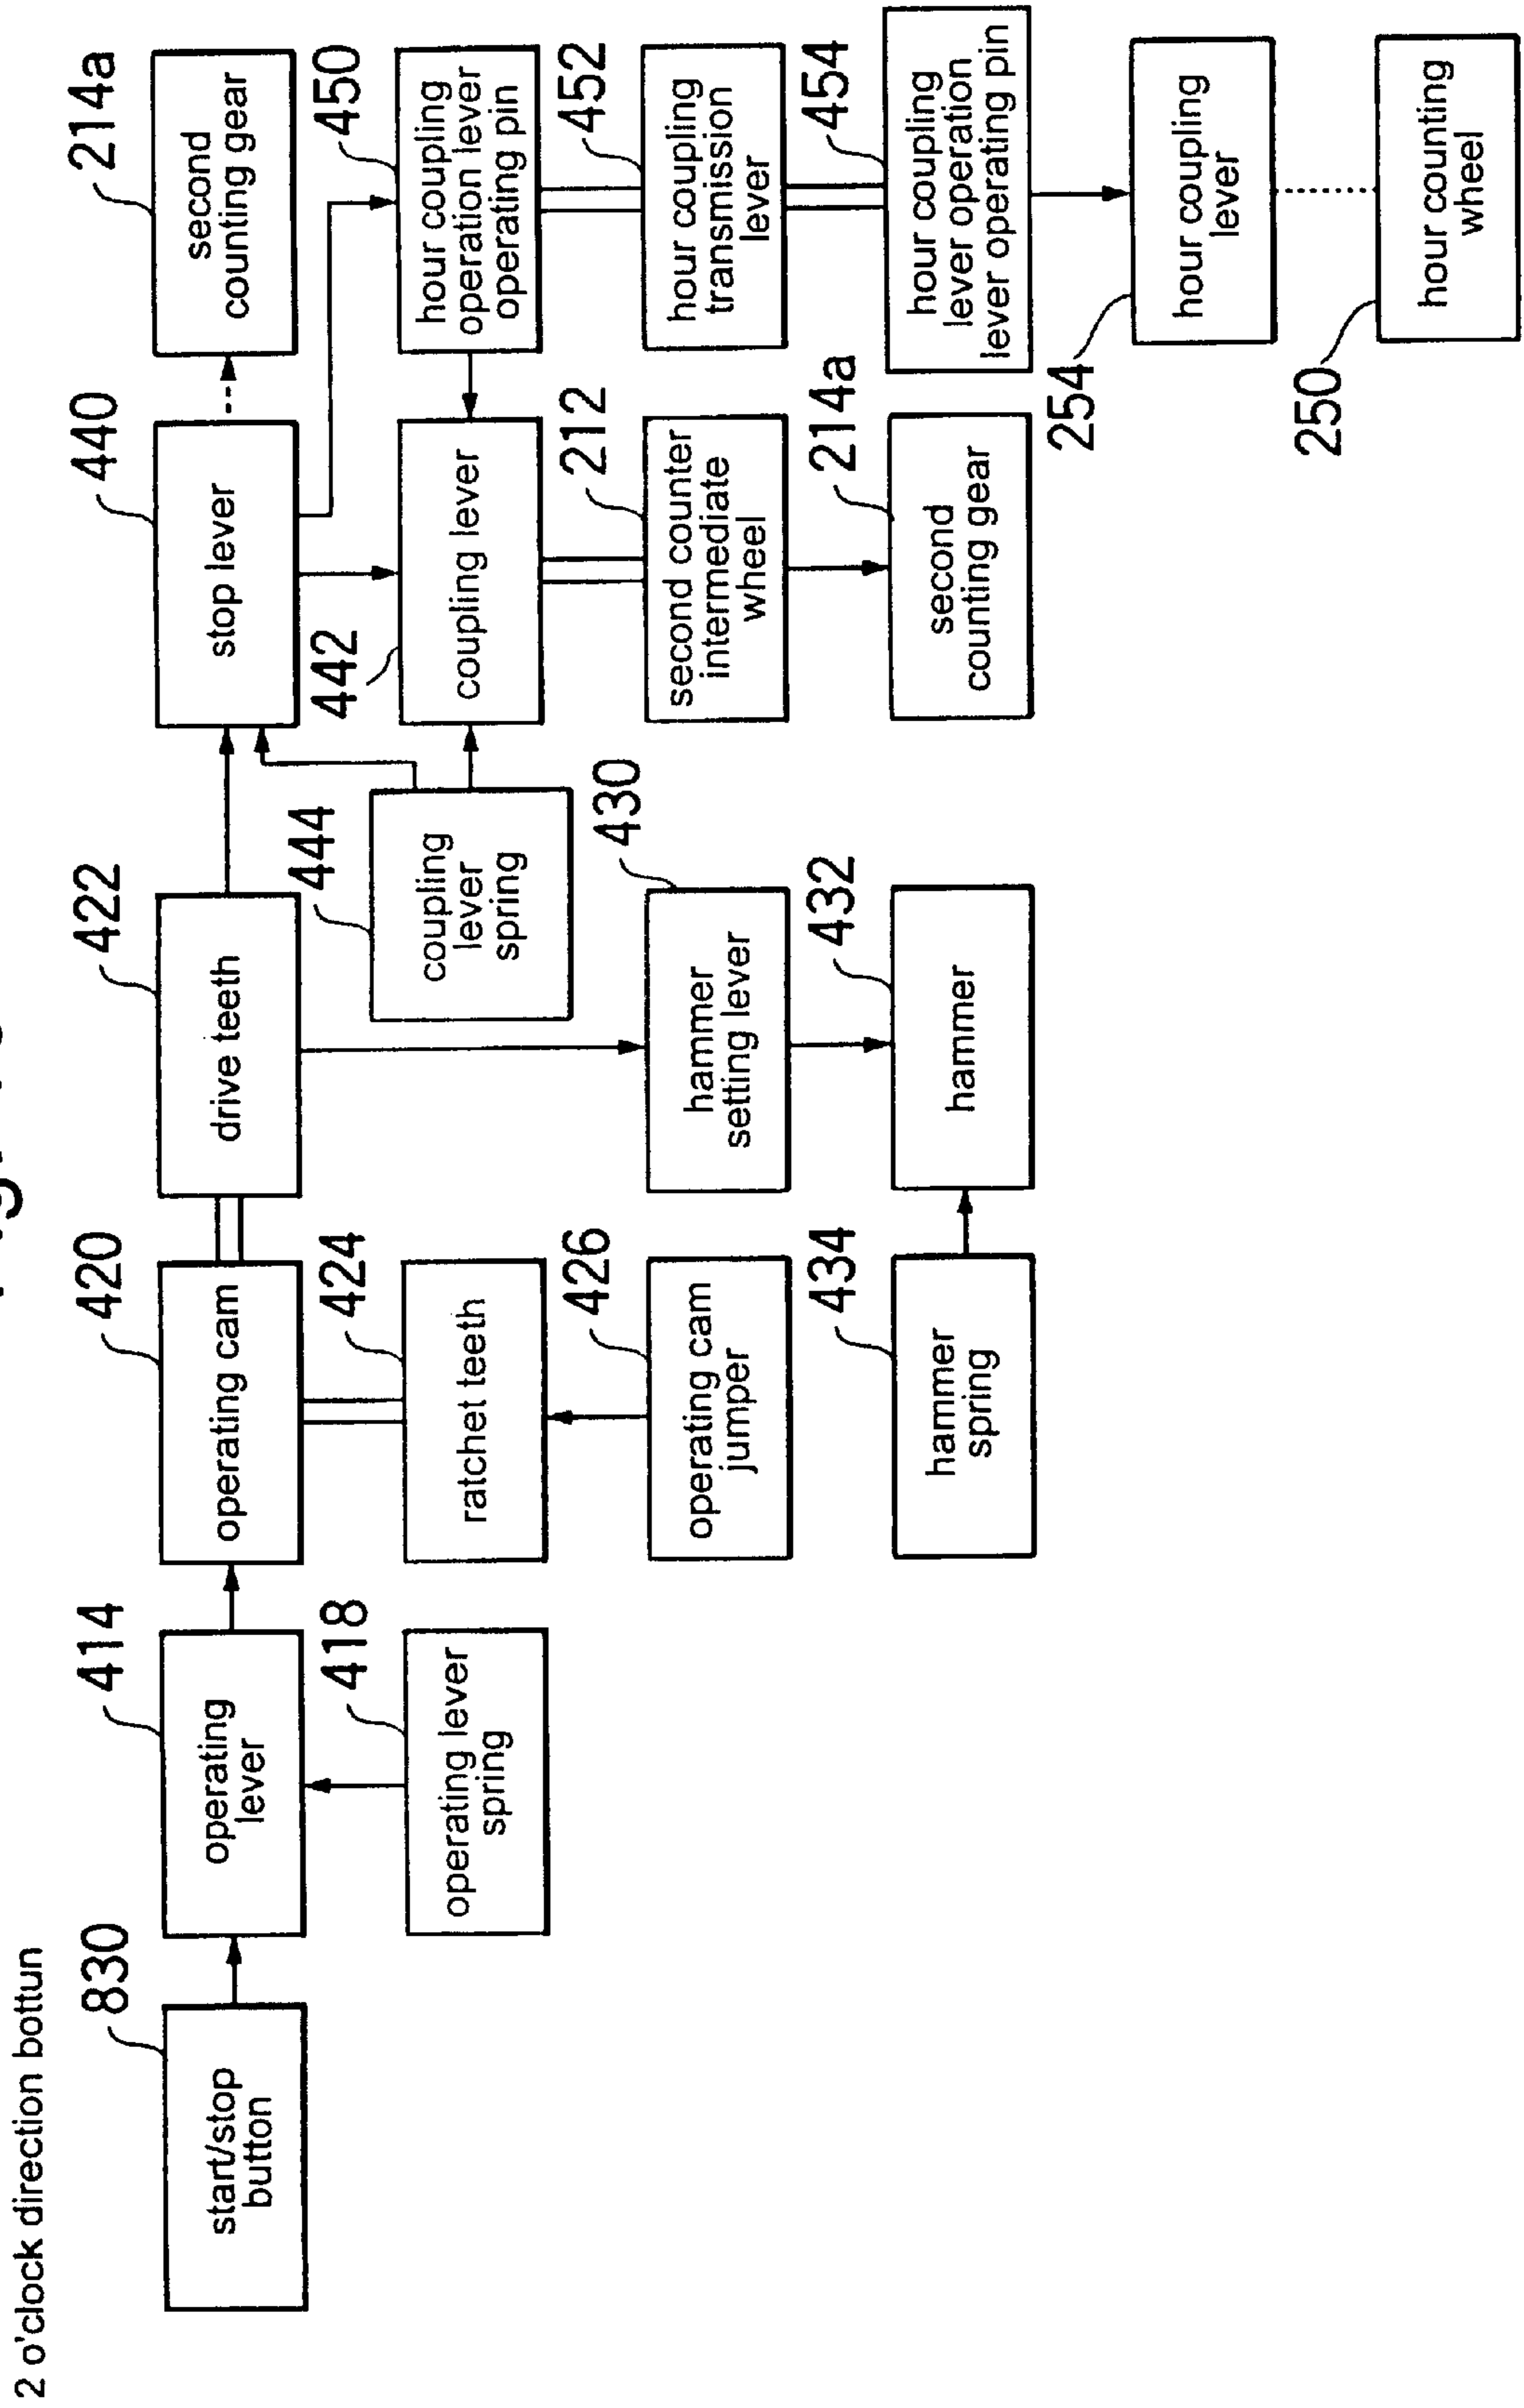 2 o'clock direction bottun
830
start/stop
button
414
operating
lever
418
operating lever
spring
420
operating cam
424
ratchet teeth
426
operating cam
jumper
434
hammer
spring
422
drive teeth
444
coupling
lever
spring
430
hammer
setting lever
432
hammer
440
stop lever
442
coupling lever
212
second counter
intermediate
wheel
214a
second
counting gear
214a
second
counting gear
450
hour coupling
operation lever
operating pin
452
hour coupling
transmission
lever
454
hour coupling
lever operation
lever operating pin
254
hour coupling
lever
250
hour counting
wheel